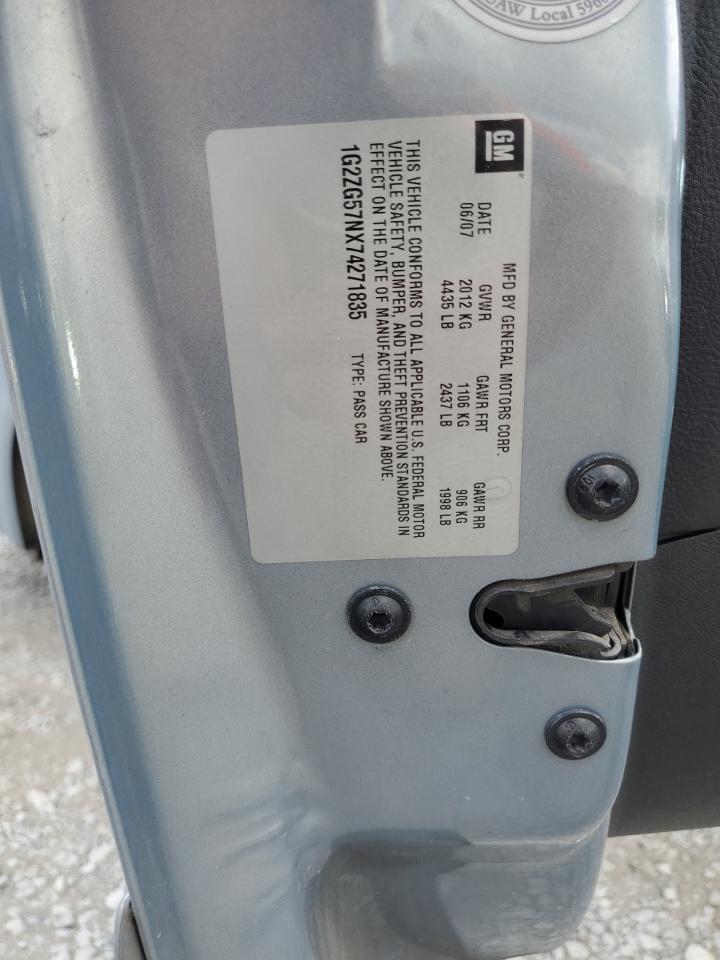 UAW Local 5960
GM
MFD BY GENERAL MOTORS CORP.
DATE GVWR GAWR FRT GAWR RR
06/07 2012 KG 1106 KG 906 KG
4435 LB 2437 LB 1998 LB
THIS VEHICLE CONFORMS TO ALL APPLICABLE U.S. FEDERAL MOTOR
VEHICLE SAFETY, BUMPER, AND THEFT PREVENTION STANDARDS IN
EFFECT ON THE DATE OF MANUFACTURE SHOWN ABOVE.
1G2ZG57NX74271835 TYPE: PASS CAR